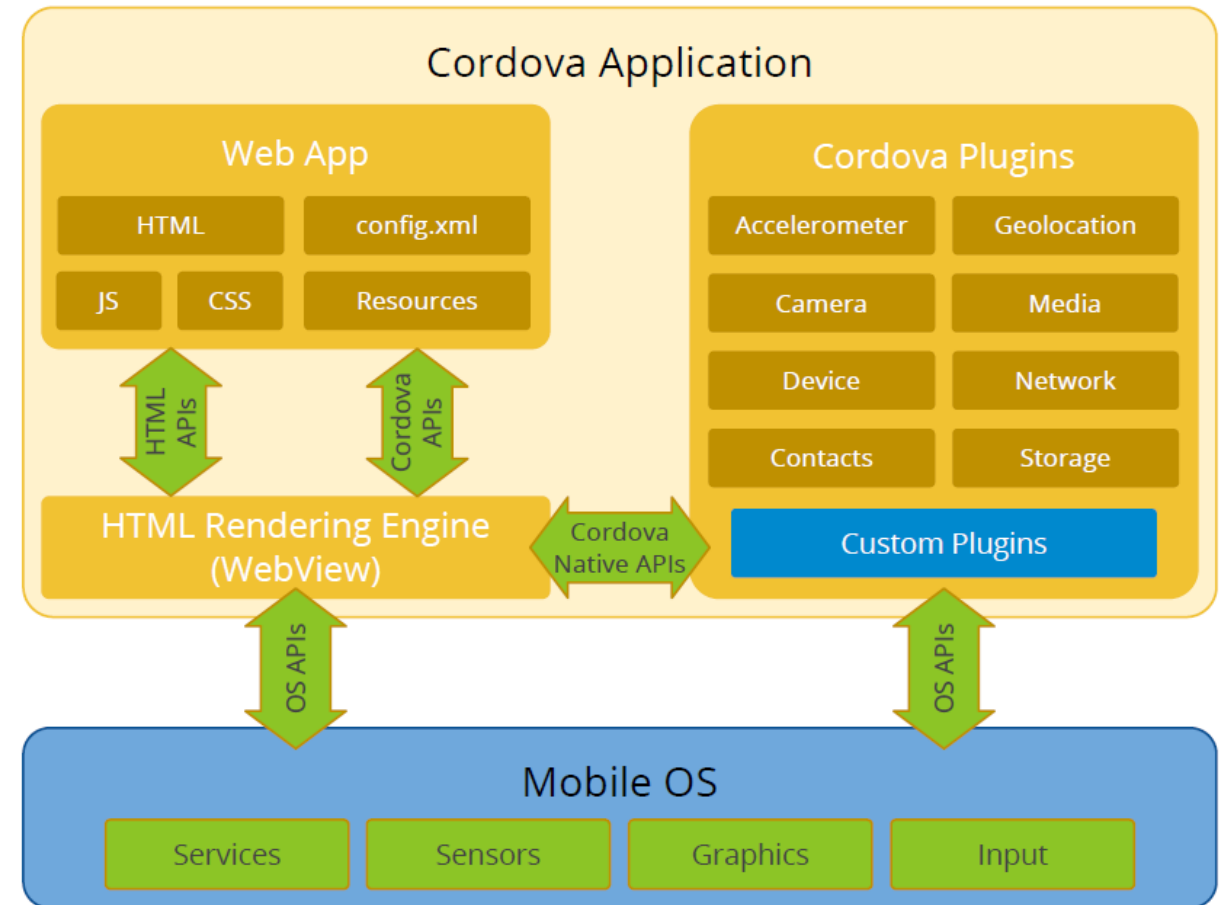 Cordova Application
Web App
HTML
config.xml
JS
CSS
Resources
HTML
APIs
Cordova
APIs
HTML Rendering Engine
(WebView)
Cordova
Native APIs
Cordova Plugins
Accelerometer
Geolocation
Camera
Media
Device
Network
Contacts
Storage
Custom Plugins
OS APIs
OS APIs
Mobile OS
Services
Sensors
Graphics
Input